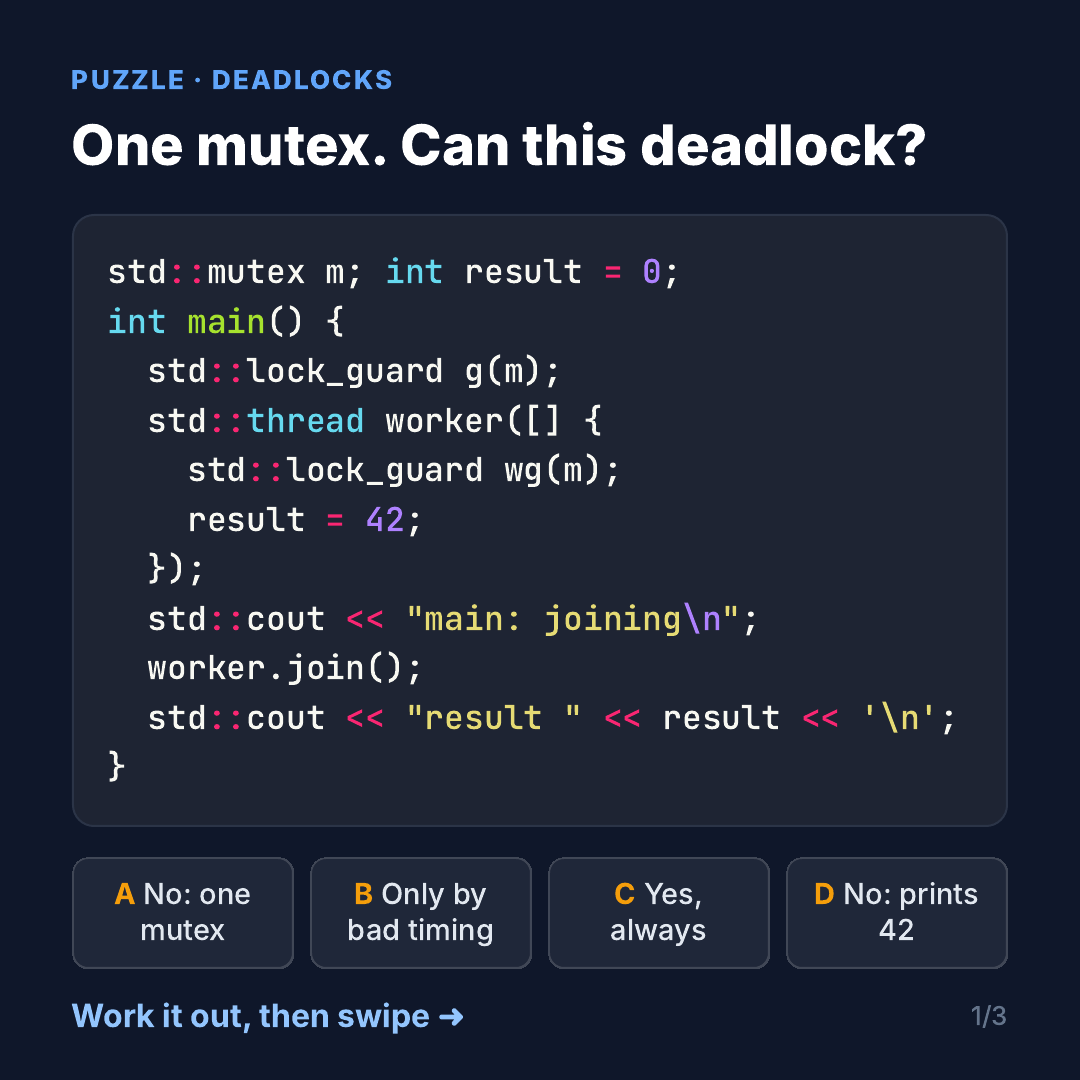 PUZZLE · DEADLOCKS
One mutex. Can this deadlock?
std::mutex m; int result = 0;
int main() {
  std::lock_guard g(m);
  std::thread worker([] {
    std::lock_guard wg(m);
    result = 42;
  });
  std::cout << "main: joining\n";
  worker.join();
  std::cout << "result " << result << '\n';
}
A No: one
mutex
B Only by
bad timing
C Yes,
always
D No: prints
42
Work it out, then swipe →
1/3